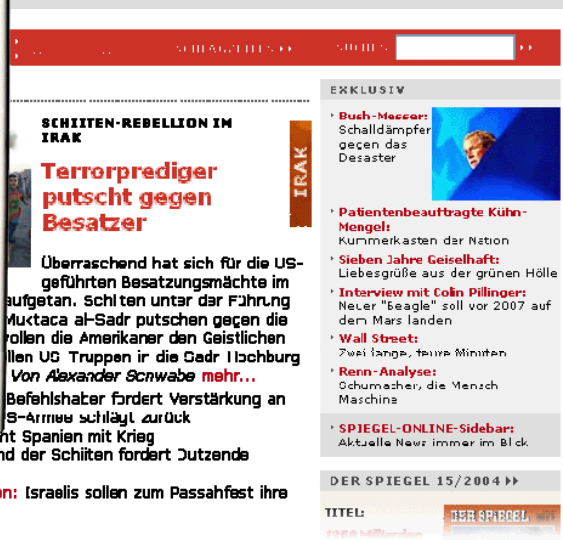 SCHLAGZEILEN
SUCHE
EXKLUSIV
Bush-Messer:
Schalldämpfer
gegen das
Desaster
Patientenbeauftragte Kühn-
Mengel:
Kummerkasten der Nation
Sieben Jahre Geiselhaft:
Liebesgrüße aus der grünen Hölle
Interview mit Colin Pillinger:
Neuer "Beagle" soll vor 2007 auf
dem Mars landen
Wall Street:
Zwei lange, teure Minuten
Renn-Analyse:
Schumacher, die Mensch
Maschine
SPIEGEL-ONLINE-Sidebar:
Aktuelle News immer im Blick
DER SPIEGEL 15/2004
TITEL:
DER SPIEGEL
SCHIITEN-REBELLION IM
IRAK
IRAK
Terrorprediger
putscht gegen
Besatzer
Überraschend hat sich für die US-
geführten Besatzungsmächte im
aufgetan. Schiiten unter der Führung
Muktada al-Sadr putschen gegen die
wollen die Amerikaner den Geistlichen
US-Truppen in die Sadr-Hochburg
Von Alexander Schwabe mehr...
Befehlshaber fordert Verstärkung an
US-Armee schlägt zurück
Spanien mit Krieg
der Schiiten fordert Dutzende
Israelis sollen zum Passahfest ihre